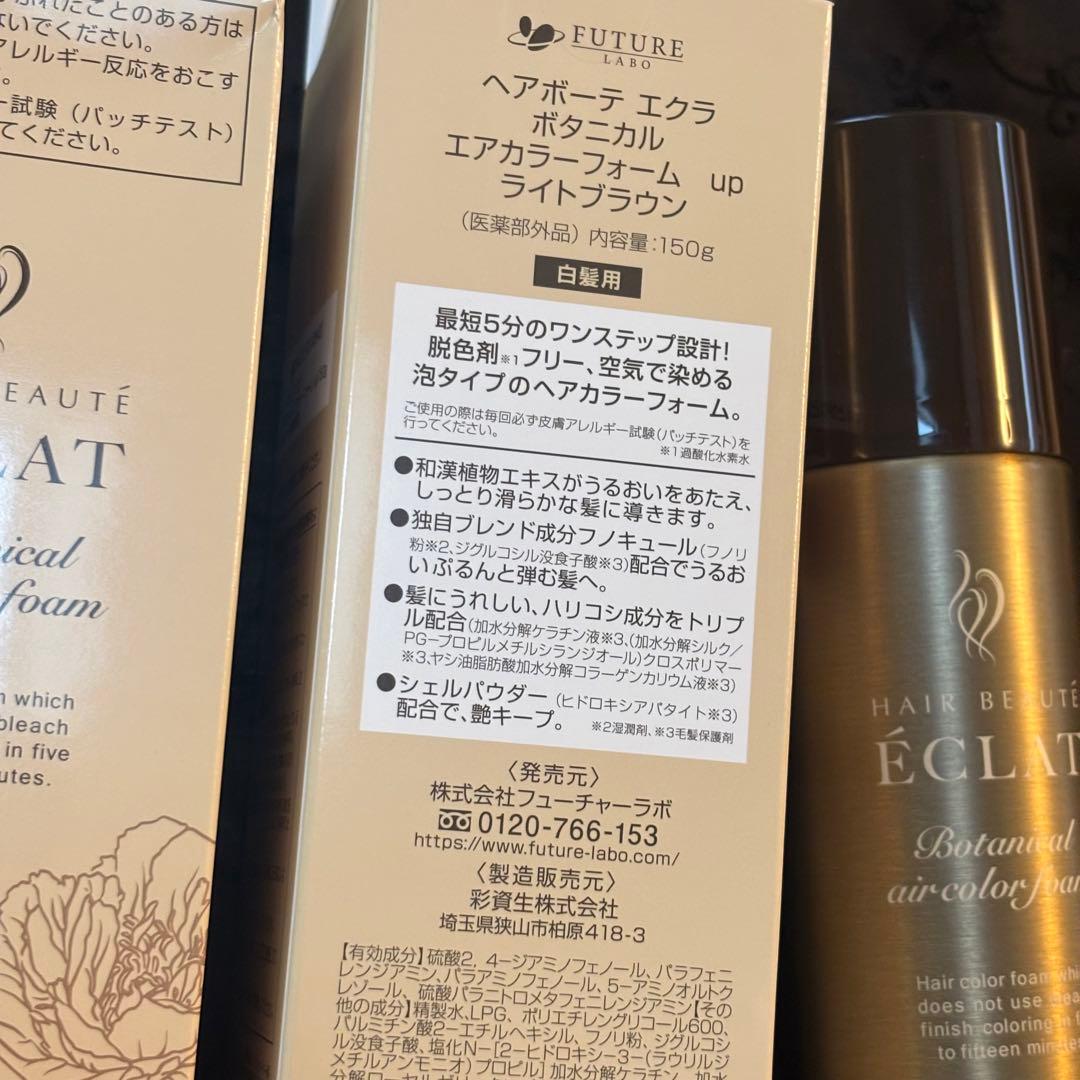 れたことのある方は
ないでください。
アレルギー反応をおこす
。
試験（パッチテスト）
てください。
EAUTÉ
LAT
ical
foam
which
bleach
in five
utes.
FUTURE
LABO
ヘアボーテ エクラ
ボタニカル
エアカラーフォーム up
ライトブラウン
（医薬部外品）内容量：150g
白髪用
最短5分のワンステップ設計!
脱色剤※1フリー、空気で染める
泡タイプのヘアカラーフォーム。
ご使用の際は毎回必ず皮膚アレルギー試験（パッチテスト）を
行ってください。
※1過酸化水素水
●和漢植物エキスがうるおいをあたえ、
しっとり滑らかな髪に導きます。
●独自ブレンド成分フノキュール（フノリ
粉※2、ジグルコシル没食子酸※3）配合でうるお
いぷるんと弾む髪へ。
●髪にうれしい、ハリコシ成分をトリプ
ル配合（加水分解ケラチン液※3、（加水分解シルク／
PG-プロピルメチルシランジオール）クロスポリマー
※3、ヤシ油脂肪酸加水分解コラーゲンカリウム液※3）
●シェルパウダー（ヒドロキシアパタイト※3）
配合で、艶キープ。
※2湿潤剤、※3毛髪保護剤
〈発売元〉
株式会社フューチャーラボ
0120-766-153
https://www.future-labo.com/
〈製造販売元〉
彩資生株式会社
埼玉県狭山市柏原418-3
【有効成分】硫酸2，4-ジアミノフェノール、パラフェニ
レンジアミン、パラアミノフェノール、5-アミノオルトク
レゾール、硫酸パラニトロメタフェニレンジアミン【その
他の成分】精製水、LPG、ポリエチレングリコール600、
パルミチン酸2-エチルヘキシル、フノリ粉、ジグルコシ
ル没食子酸、塩化N-［2-ヒドロキシ-3-（ラウリルジ
メチルアンモニオ）プロピル］加水分解ケラチン、加水
HAIR BEAUTÉ
ÉCLAT
Botanical
air color foam
Hair color foam whi
does not use blea
finish coloring in f
to fifteen minutes